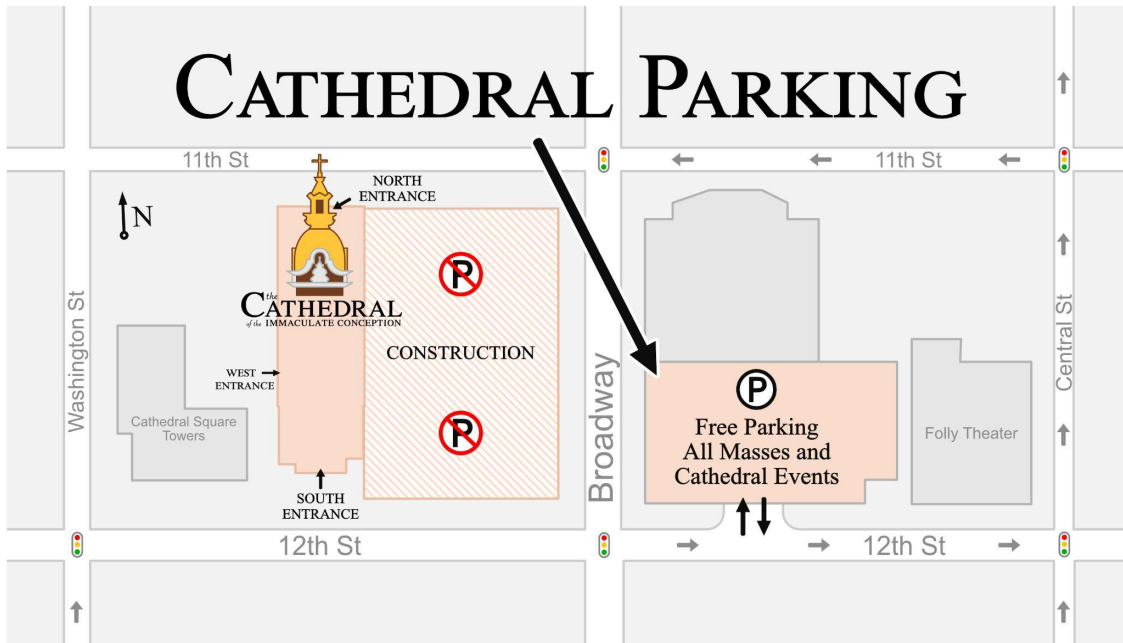 CATHEDRAL PARKING
11th St
11th St
N
NORTH
ENTRANCE
the
CATHEDRAL
of the IMMACULATE CONCEPTION
P
CONSTRUCTION
WEST
ENTRANCE
P
Washington St
Cathedral Square
Towers
SOUTH
ENTRANCE
Broadway
P
Free Parking
All Masses and
Cathedral Events
Folly Theater
Central St
12th St
12th St